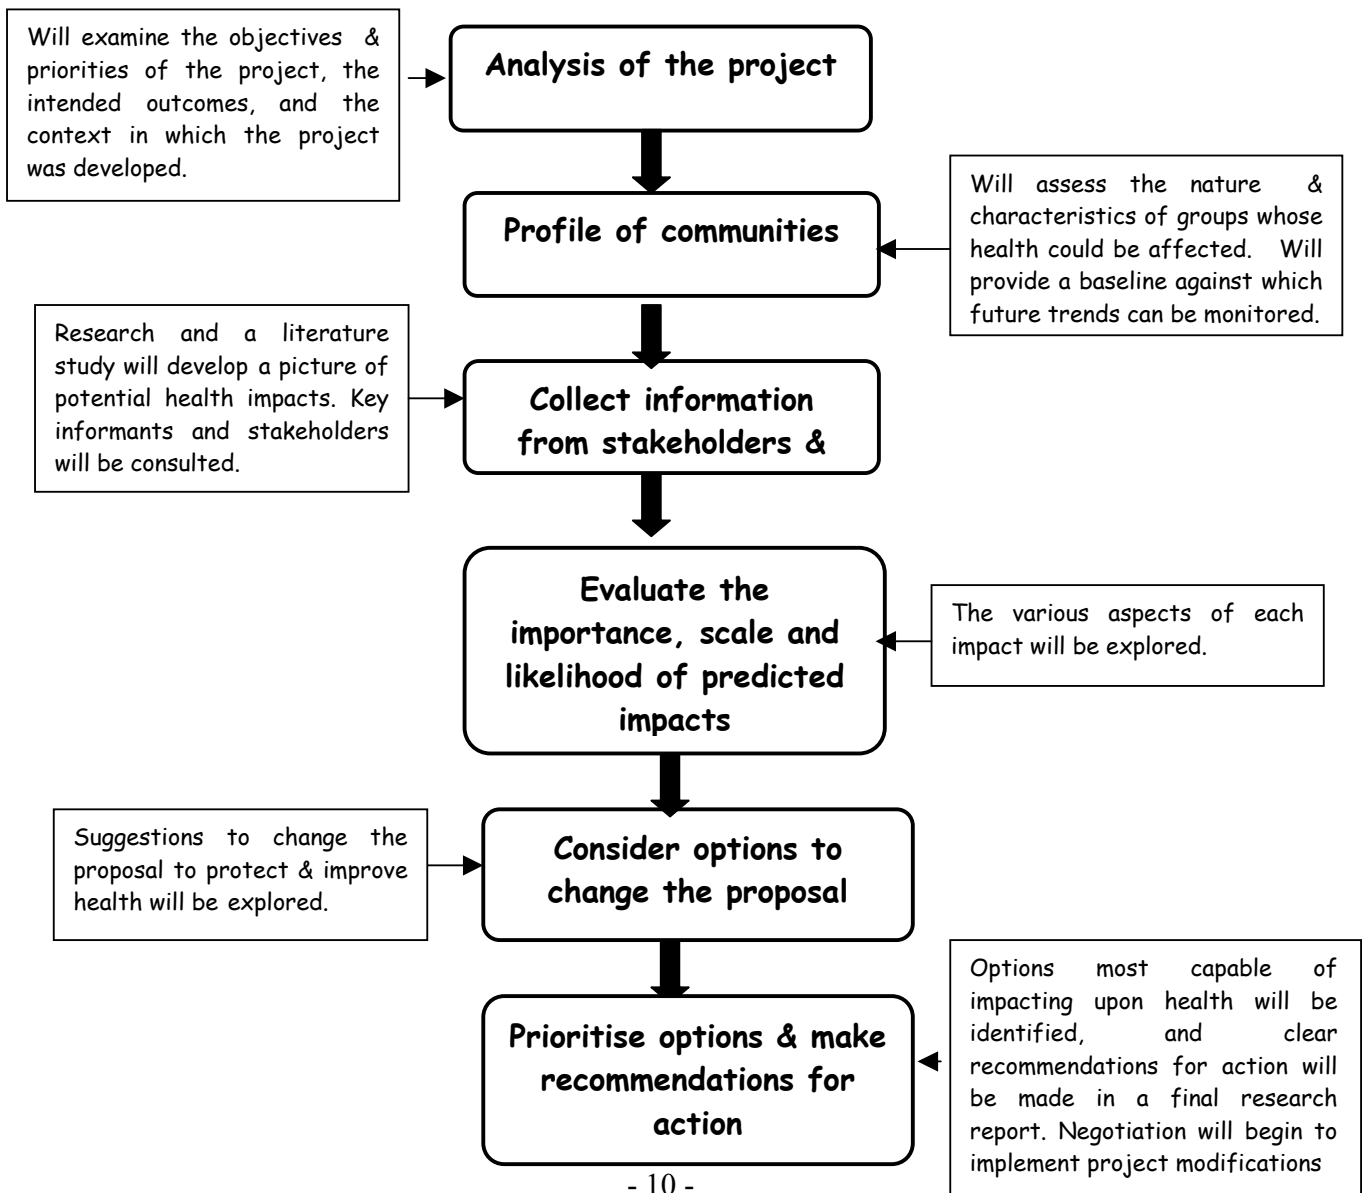 Will examine the objectives &
priorities of the project, the
intended outcomes, and the
context in which the project
was developed.
Analysis of the project
Profile of communities
Will assess the nature &
characteristics of groups whose
health could be affected. Will
provide a baseline against which
future trends can be monitored.
Research and a literature
study will develop a picture of
potential health impacts. Key
informants and stakeholders
will be consulted.
Collect information
from stakeholders &
Evaluate the
importance, scale and
likelihood of predicted
impacts
The various aspects of each
impact will be explored.
Suggestions to change the
proposal to protect & improve
health will be explored.
Consider options to
change the proposal
Prioritise options & make
recommendations for
action
Options most capable of
impacting upon health will be
identified, and clear
recommendations for action will
be made in a final research
report. Negotiation will begin to
implement project modifications
- 10 -